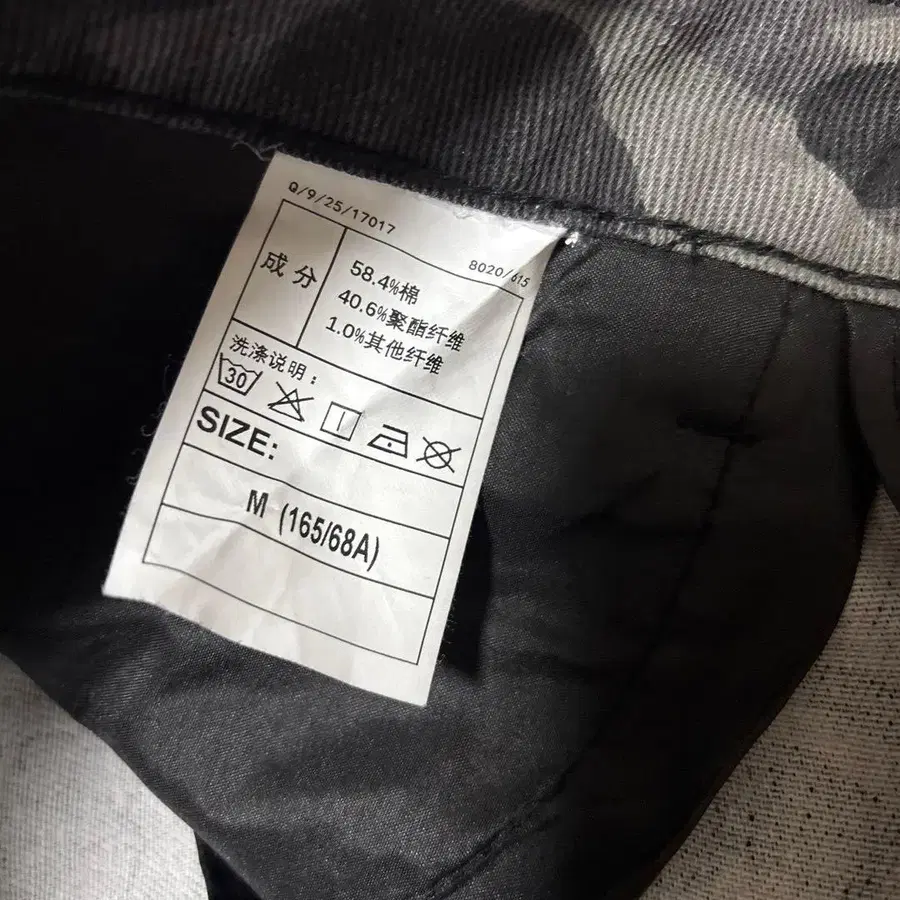 Q/9/25/17017
8020/615
成分
58.4%棉
40.6%聚酯纤维
1.0%其他纤维
洗涤说明：
30
SIZE:
M (165/68A)